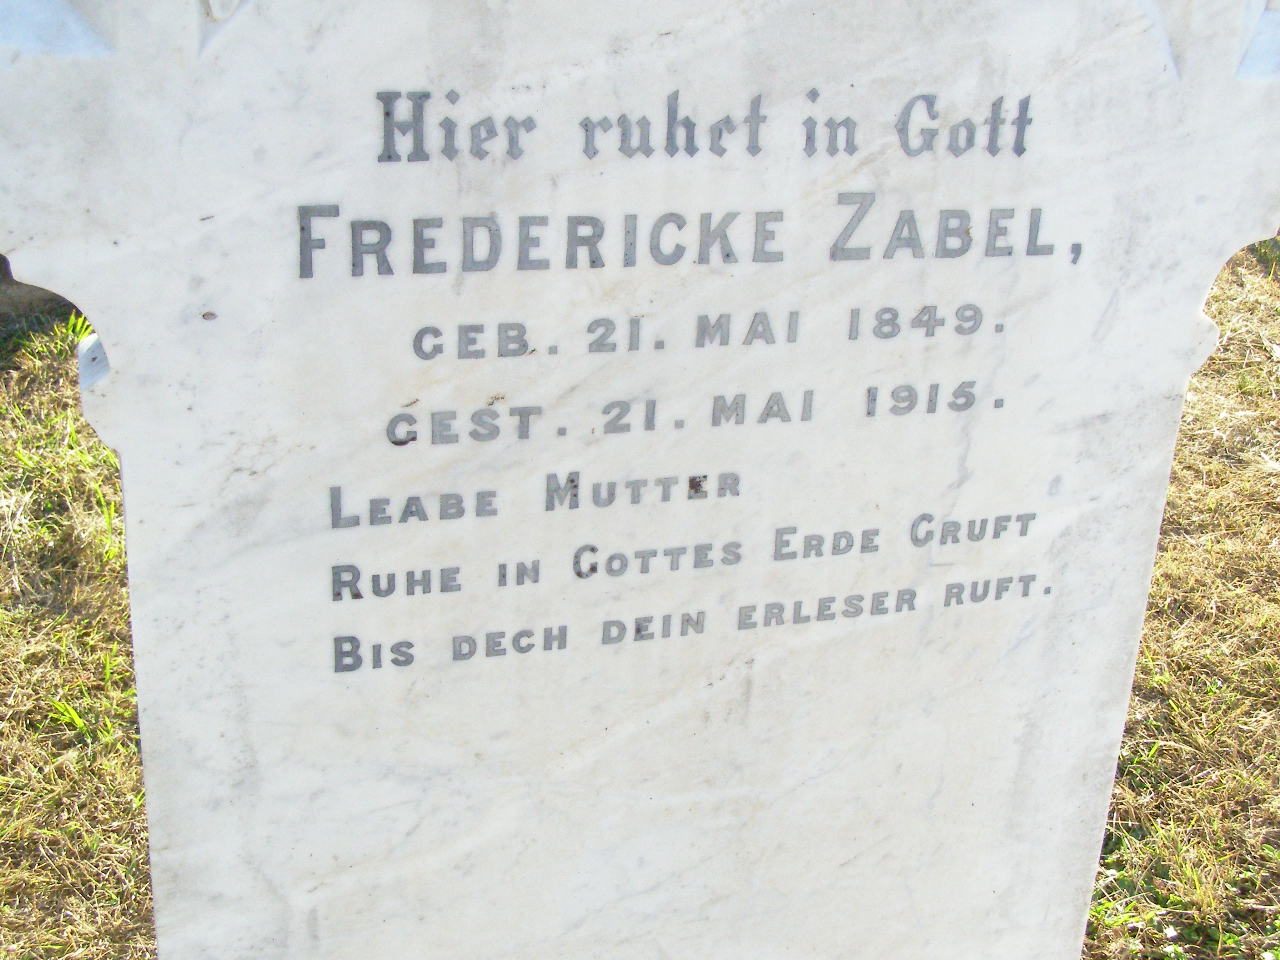 Hier ruhet in Gott
FREDERICKE ZABEL,
GEB. 21. MAI 1849.
GEST. 21. MAI 1915.
LEABE MUTTER
RUHE IN GOTTES ERDE GRUFT
BIS DECH DEIN ERLESER RUFT.